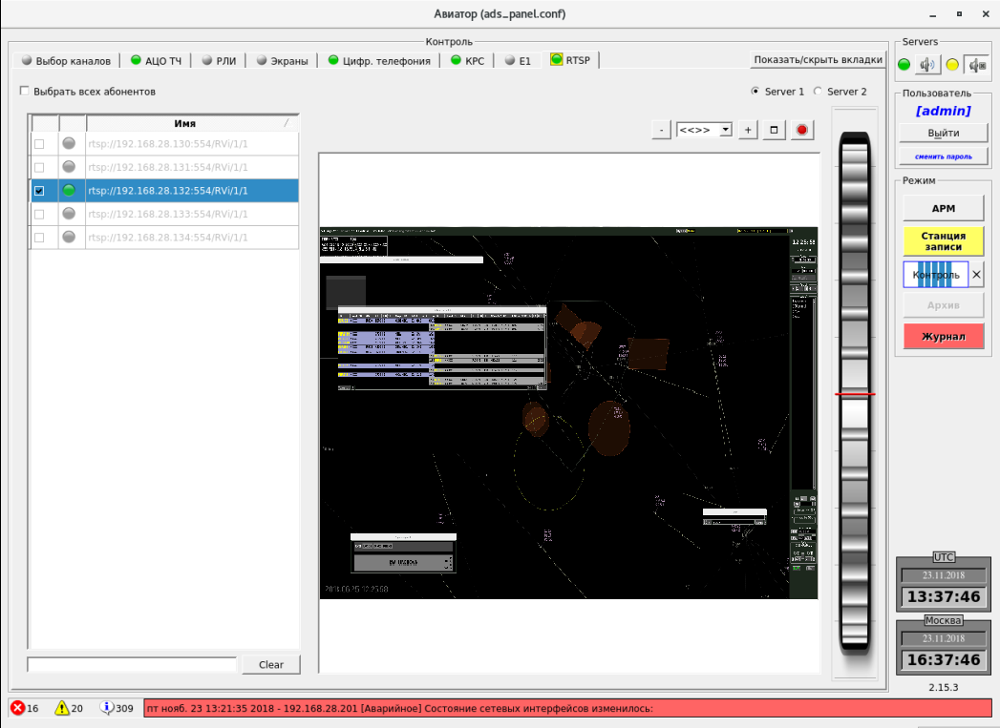 Авиатор (ads_panel.conf)
Контроль
Выбор каналов
АЦО ТЧ
РЛИ
Экраны
Цифр. телефония
КРС
E1
RTSP
Показать/скрыть вкладки
Выбрать всех абонентов
Server 1
Server 2
Имя
rtsp://192.168.28.130:554/RVi/1/1
rtsp://192.168.28.131:554/RVi/1/1
rtsp://192.168.28.132:554/RVi/1/1
rtsp://192.168.28.133:554/RVi/1/1
rtsp://192.168.28.134:554/RVi/1/1
- <<>> +
12:25:58
2014.06.25 12:25:58
Clear
Servers
Пользователь
[admin]
Выйти
сменить пароль
Режим
АРМ
Станция
записи
Контроль
Архив
Журнал
UTC
23.11.2018
13:37:46
Москва
23.11.2018
16:37:46
2.15.3
16
20
309
пт нояб. 23 13:21:35 2018 - 192.168.28.201 [Аварийное] Состояние сетевых интерфейсов изменилось: